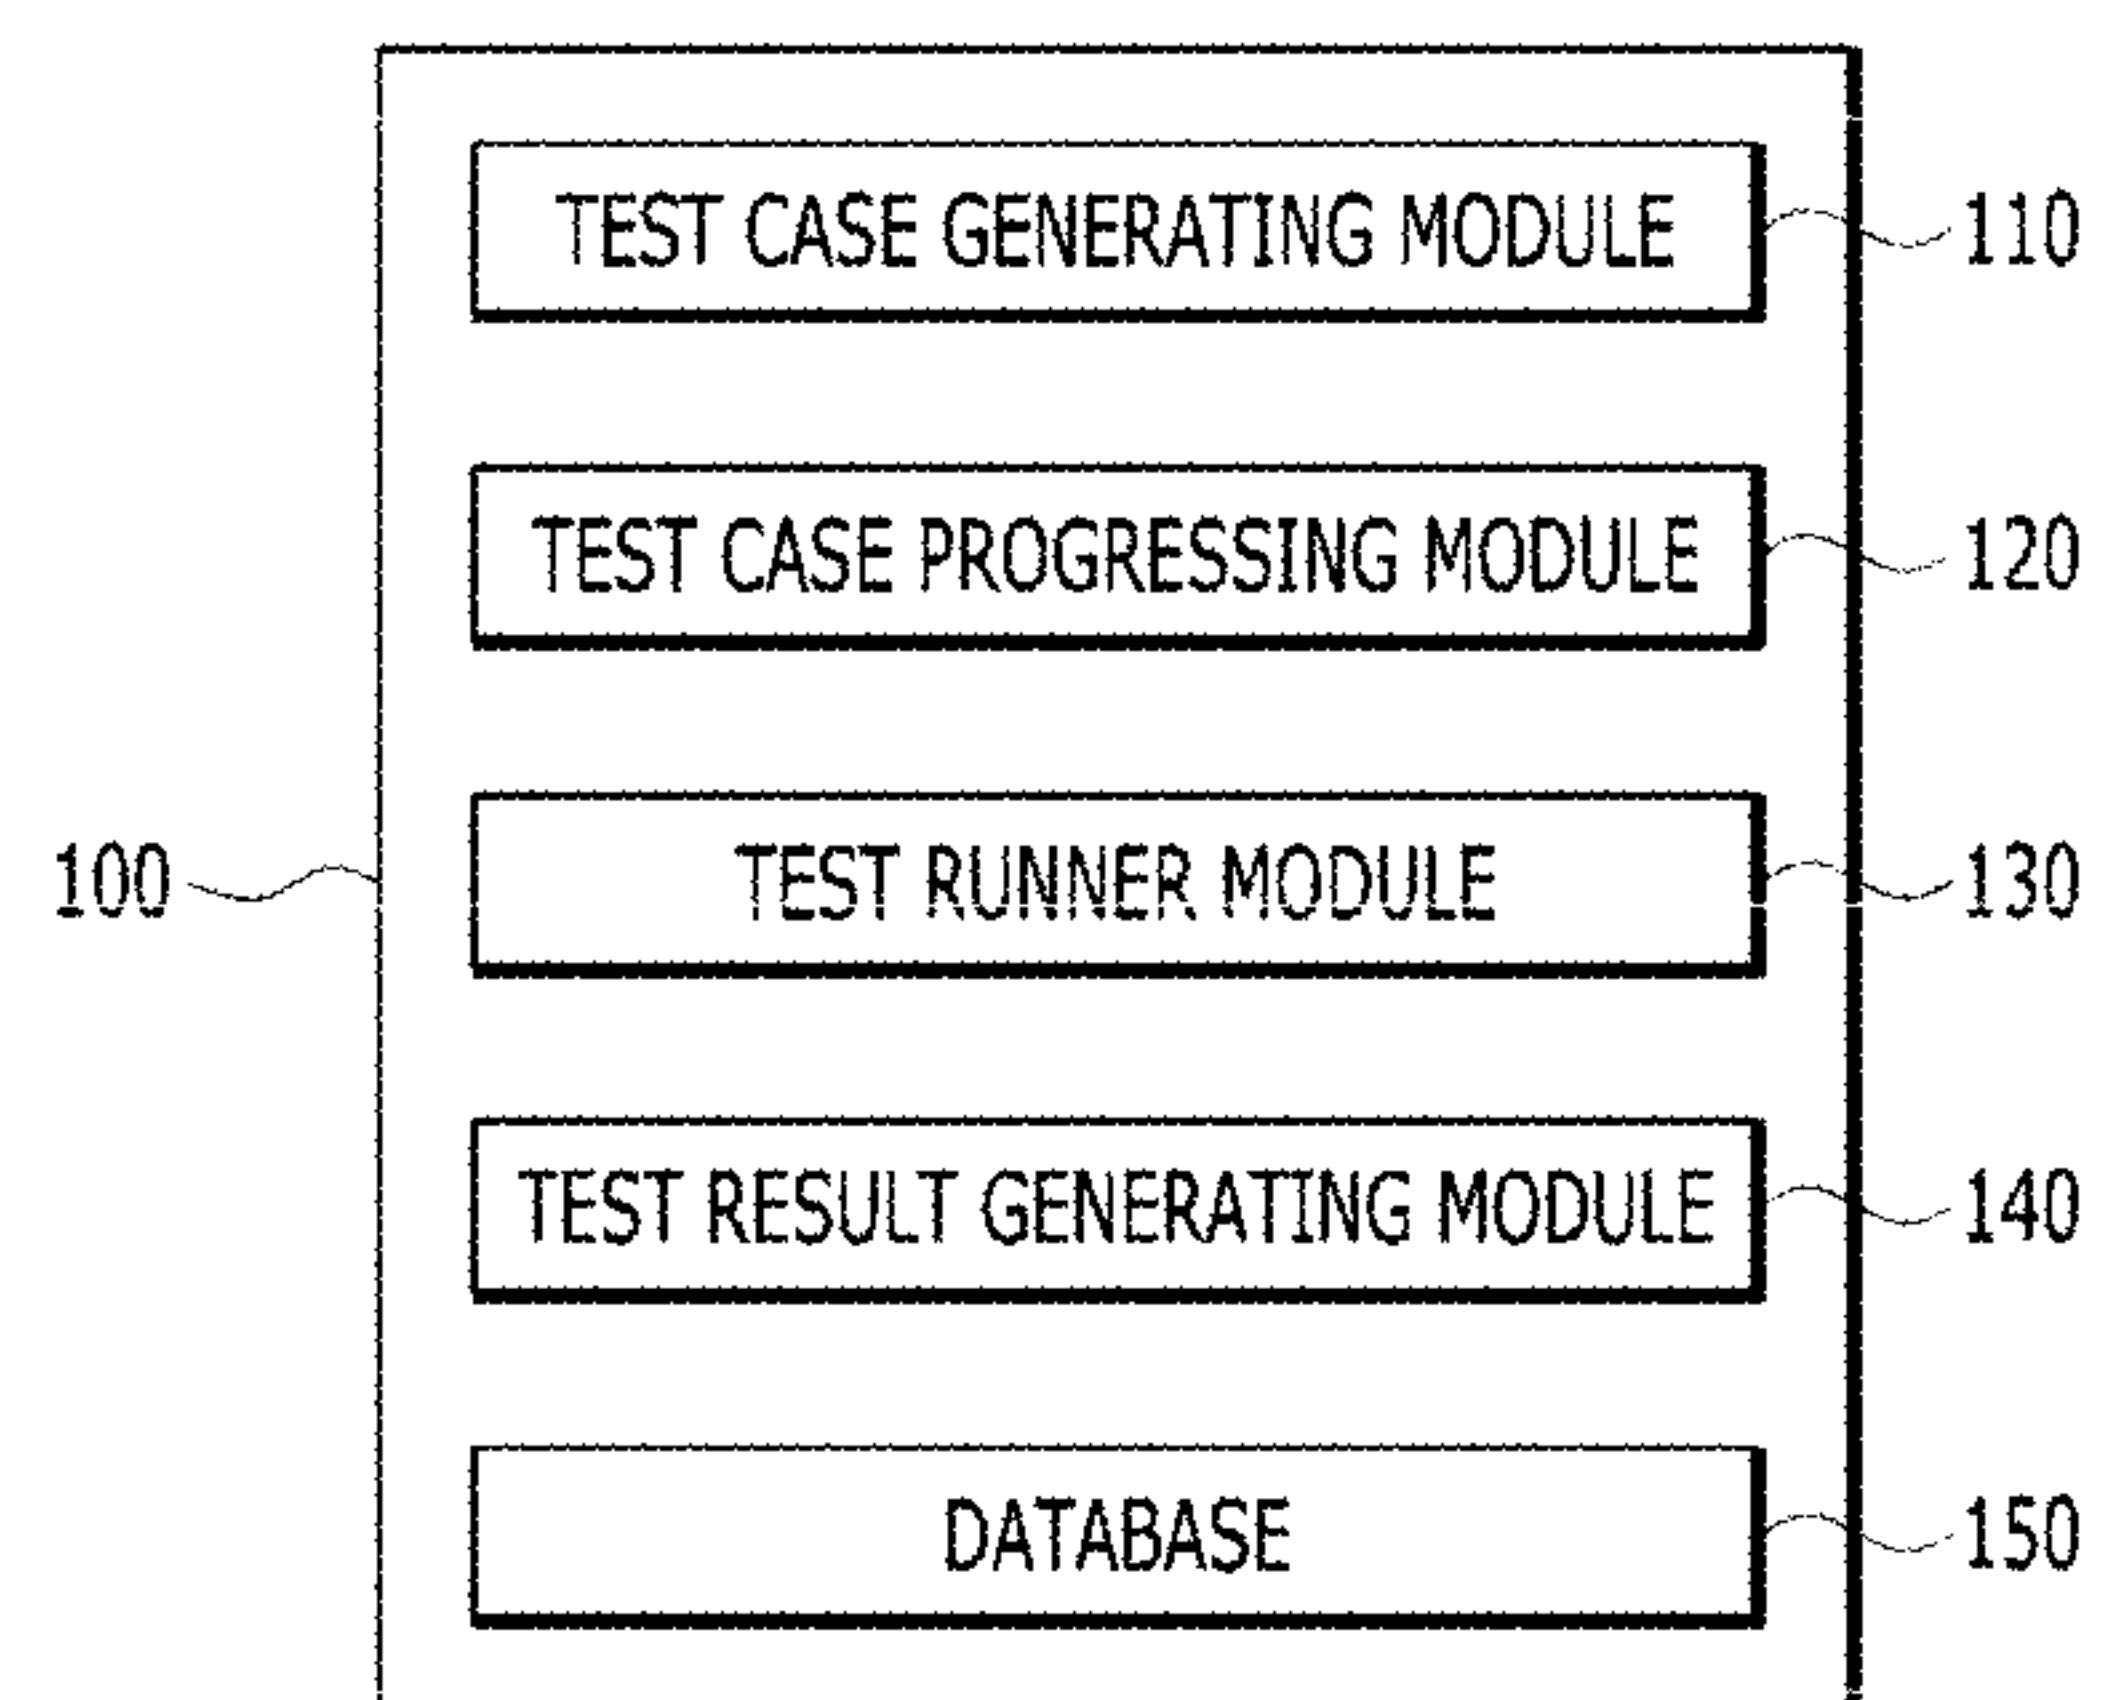 TEST CASE GENERATING MODULE 110
TEST CASE PROGRESSING MODULE 120
100 TEST RUNNER MODULE 130
TEST RESULT GENERATING MODULE 140
DATABASE 150